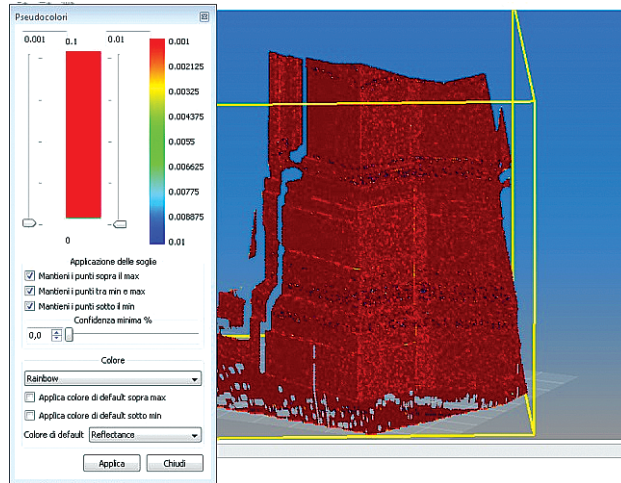 Pseudocolori
0.001 0.1 0.01
0
0.001
0.002125
0.00325
0.004375
0.0055
0.006625
0.00775
0.008875
0.01
Applicazione delle soglie
Mantieni i punti sopra il max
Mantieni i punti tra min e max
Mantieni i punti sotto il min
Confidenza minima %
0,0
Colore
Rainbow
Applica colore di default sopra max
Applica colore di default sotto min
Colore di default Reflectance
Applica Chiudi